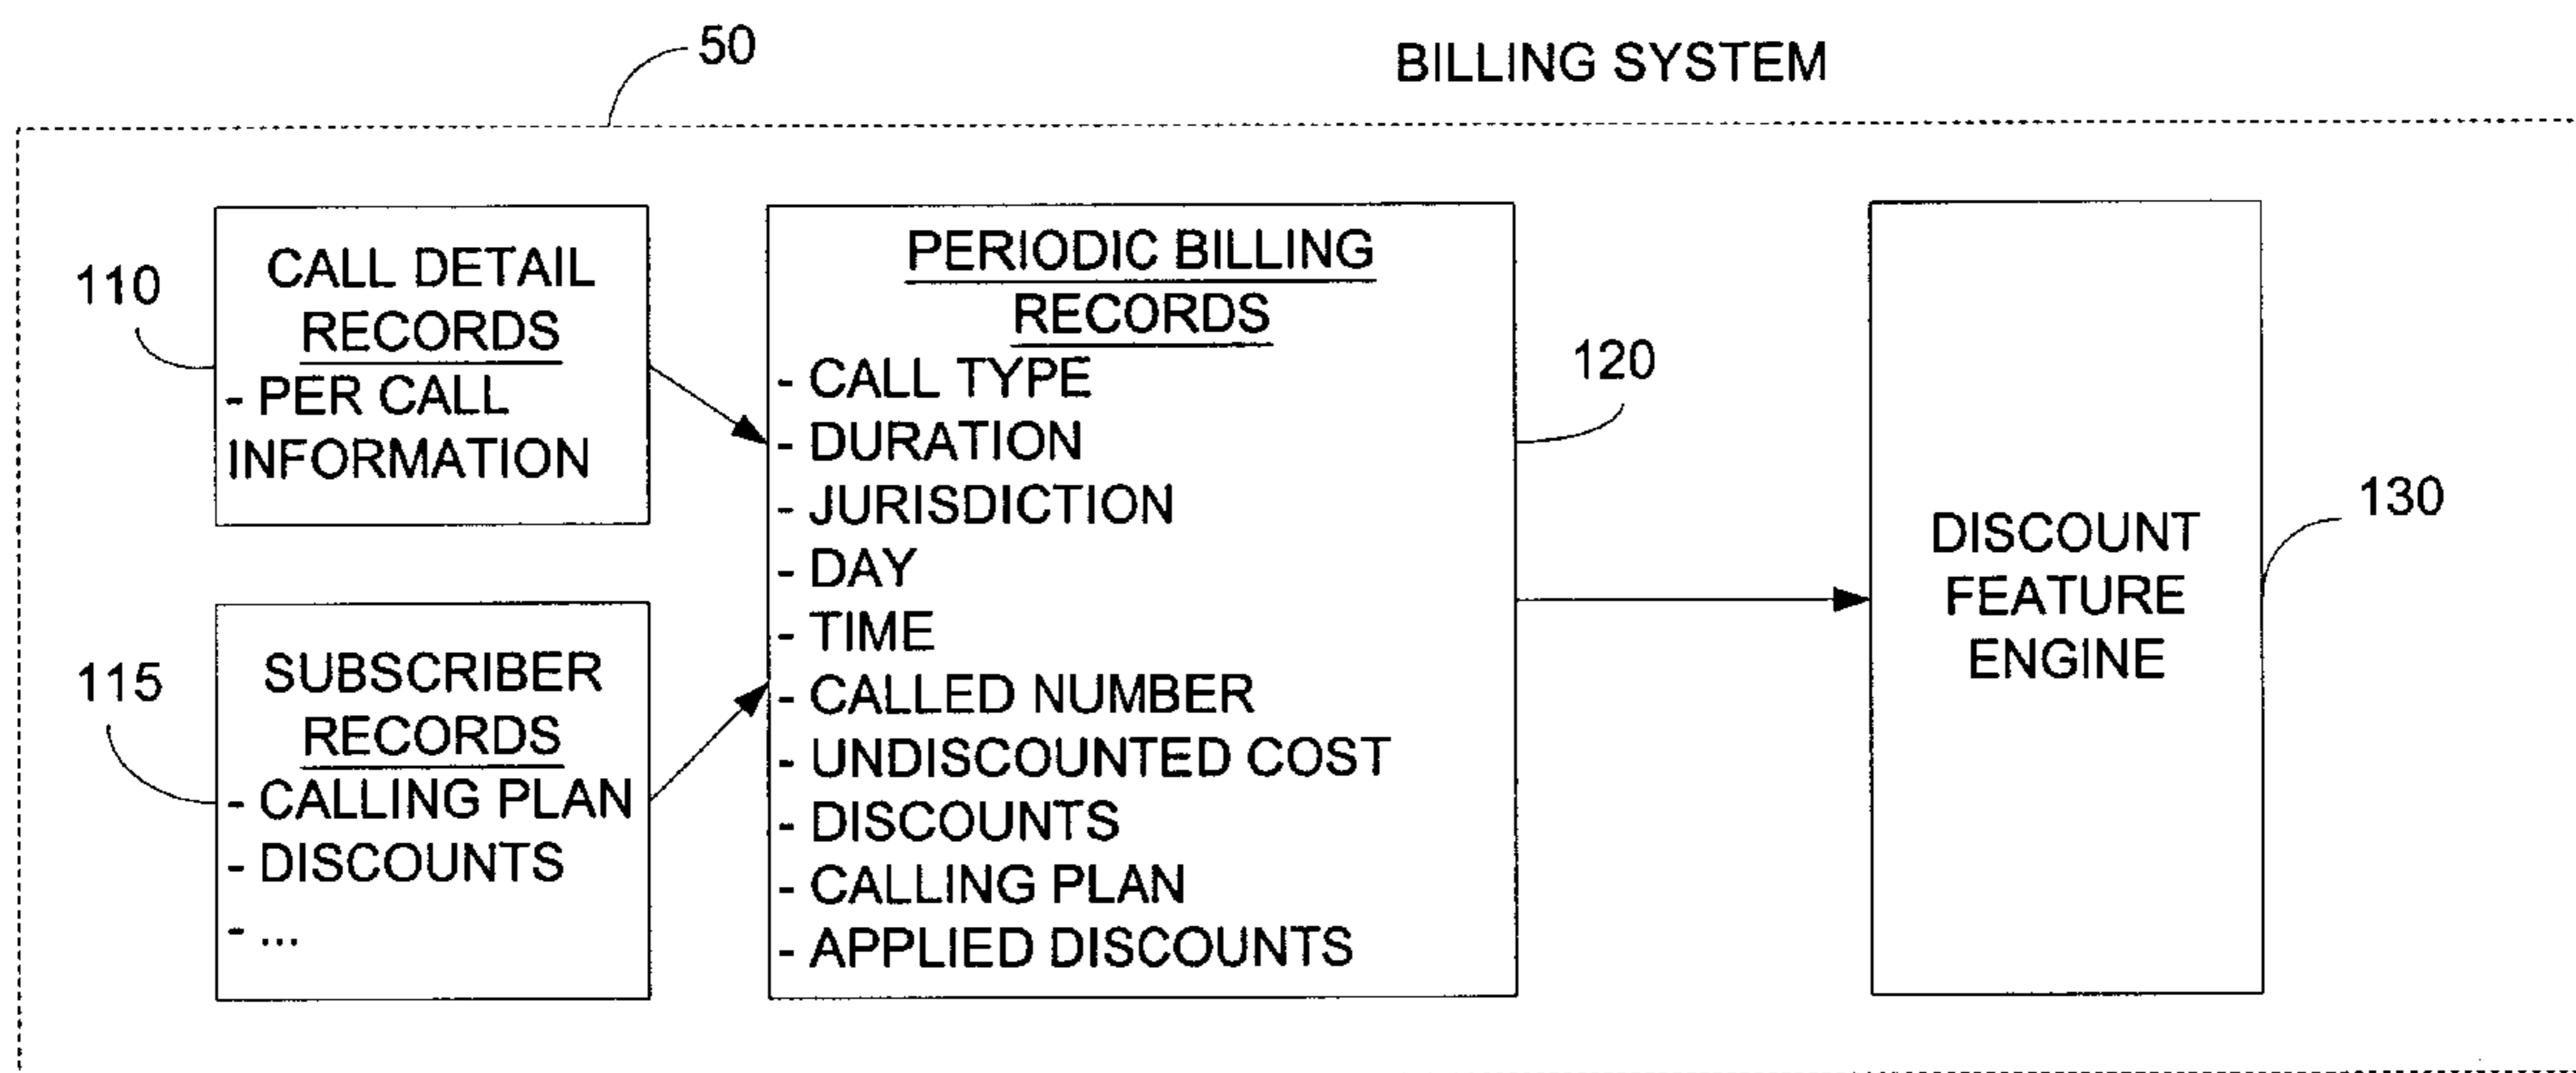 50
BILLING SYSTEM
110
CALL DETAIL
RECORDS
- PER CALL
INFORMATION
115
SUBSCRIBER
RECORDS
- CALLING PLAN
- DISCOUNTS
- ...
PERIODIC BILLING
RECORDS
- CALL TYPE
- DURATION
- JURISDICTION
- DAY
- TIME
- CALLED NUMBER
- UNDISCOUNTED COST
- DISCOUNTS
- CALLING PLAN
- APPLIED DISCOUNTS
120
DISCOUNT
FEATURE
ENGINE
130